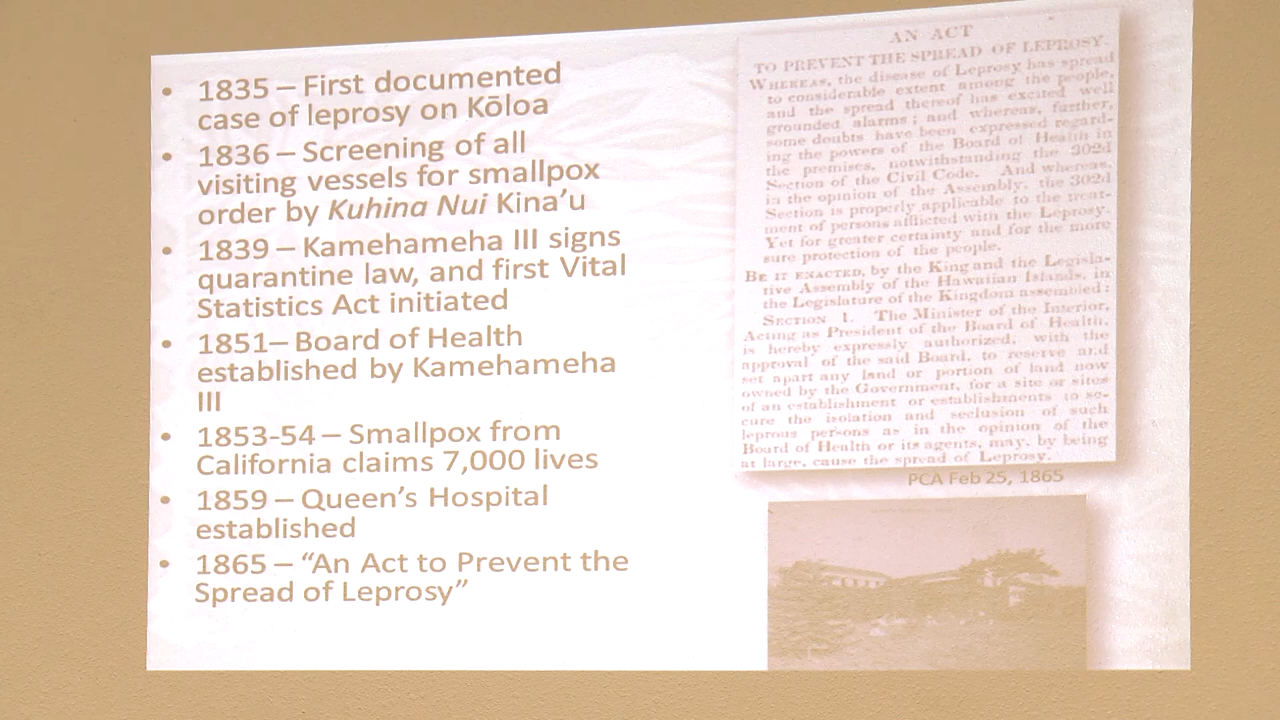 • 1835 – First documented
case of leprosy on Kōloa
• 1836 – Screening of all
visiting vessels for smallpox
order by Kuhina Nui Kina’u
• 1839 – Kamehameha III signs
quarantine law, and first Vital
Statistics Act initiated
• 1851– Board of Health
established by Kamehameha
III
• 1853-54 – Smallpox from
California claims 7,000 lives
• 1859 – Queen’s Hospital
established
• 1865 – “An Act to Prevent the
Spread of Leprosy”
AN ACT
TO PREVENT THE SPREAD OF LEPROSY.
WHEREAS, the disease of Leprosy has spread
to considerable extent among the people,
and the spread thereof has excited well
grounded alarms; and whereas, further,
some doubts have been expressed regard-
ing the powers of the Board of Health in
the premises, notwithstanding the 302d
Section of the Civil Code. And whereas,
in the opinion of the Assembly, the 302d
Section is properly applicable to the treat-
ment of persons afflicted with the Leprosy.
Yet for greater certainty and for the more
sure protection of the people.
BE IT ENACTED, by the King and the Legisla-
tive Assembly of the Hawaiian Islands, in
the Legislature of the Kingdom assembled:
SECTION 1. The Minister of the Interior,
Acting as President of the Board of Health,
is hereby expressly authorized, with the
approval of the said Board, to reserve and
set apart any land or portion of land now
owned by the Government, for a site or sites
of an establishment or establishments to se-
cure the isolation and seclusion of such
leprous persons as in the opinion of the
Board of Health or its agents, may, by being
at large, cause the spread of Leprosy.
PCA Feb 25, 1865